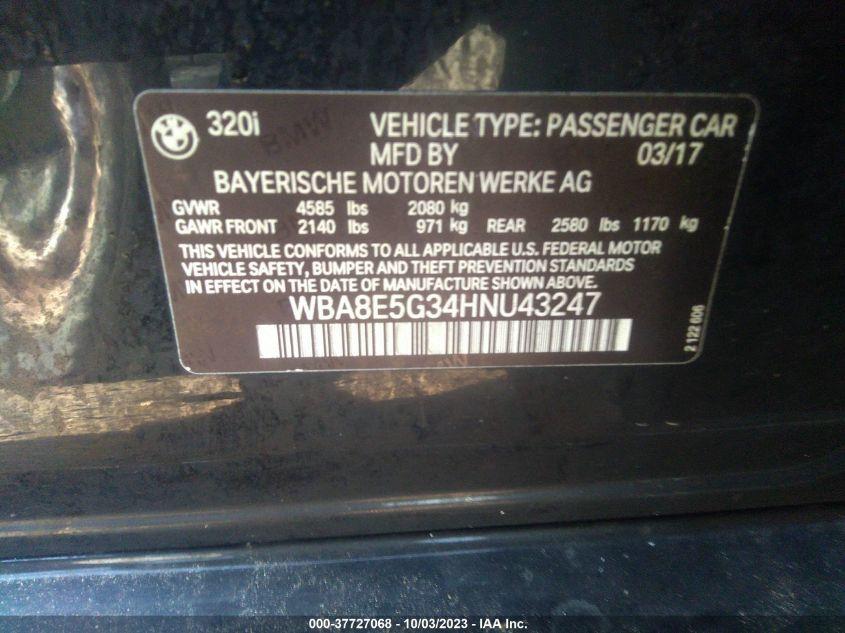 320i VEHICLE TYPE: PASSENGER CAR
MFD BY 03/17
BAYERISCHE MOTOREN WERKE AG
GVWR 4585 lbs 2080 kg
GAWR FRONT 2140 lbs 971 kg REAR 2580 lbs 1170 kg
THIS VEHICLE CONFORMS TO ALL APPLICABLE U.S. FEDERAL MOTOR
VEHICLE SAFETY, BUMPER AND THEFT PREVENTION STANDARDS
IN EFFECT ON THE DATE OF MANUFACTURE SHOWN ABOVE.
WBA8E5G34HNU43247
2 122 606
000-37727068 - 10/03/2023 - IAA Inc.